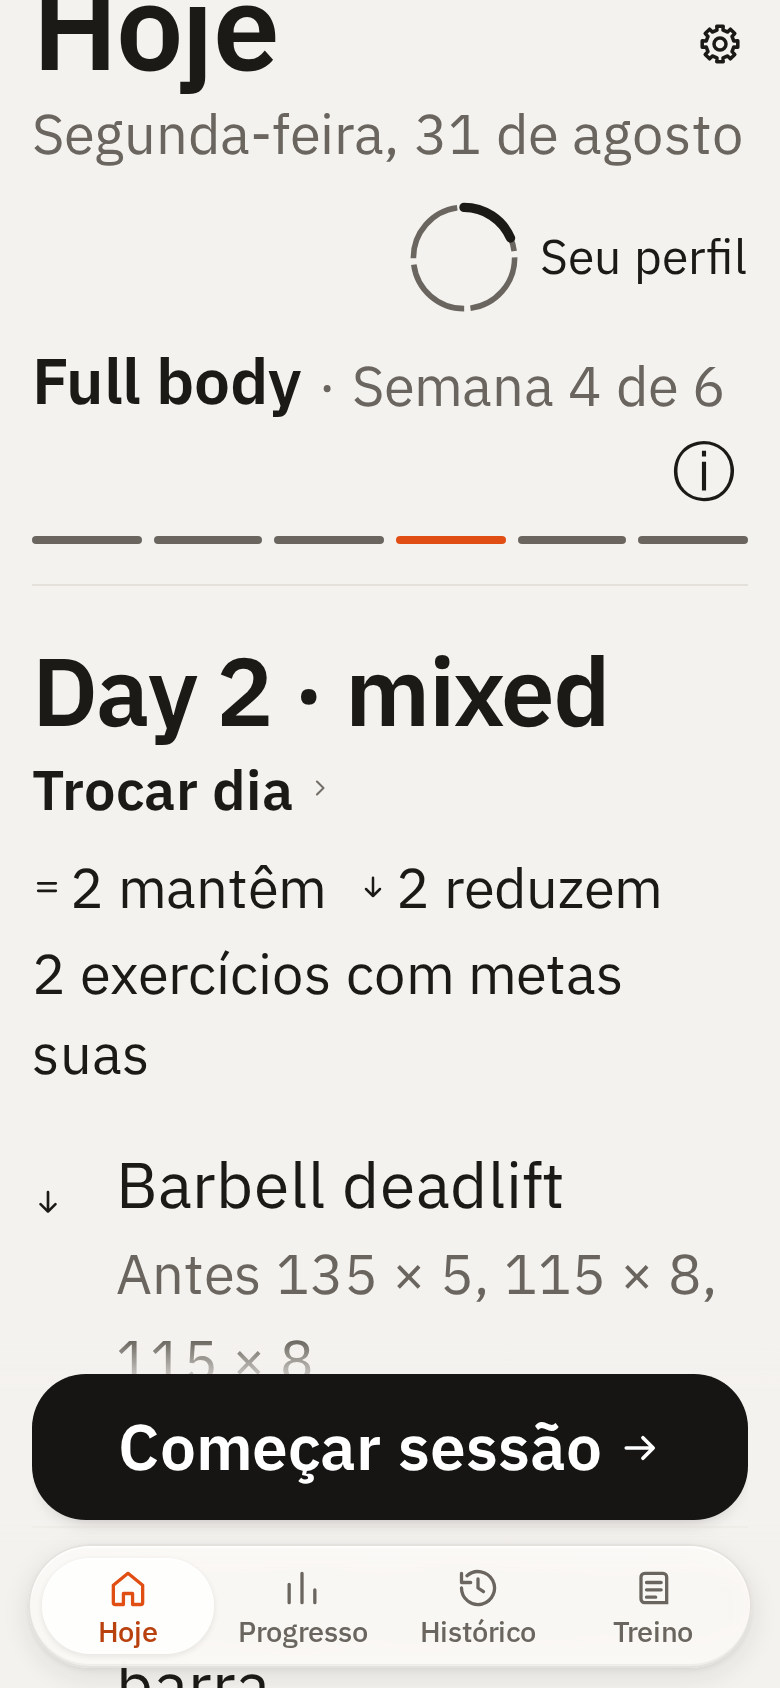 Hoje
Segunda-feira, 31 de agosto
Seu perfil
Full body · Semana 4 de 6
Day 2 · mixed
Trocar dia
= 2 mantêm ↓ 2 reduzem
2 exercícios com metas
suas
↓ Barbell deadlift
Antes 135 × 5, 115 × 8,
115 × 8
Começar sessão →
Hoje Progresso Histórico Treino
barra